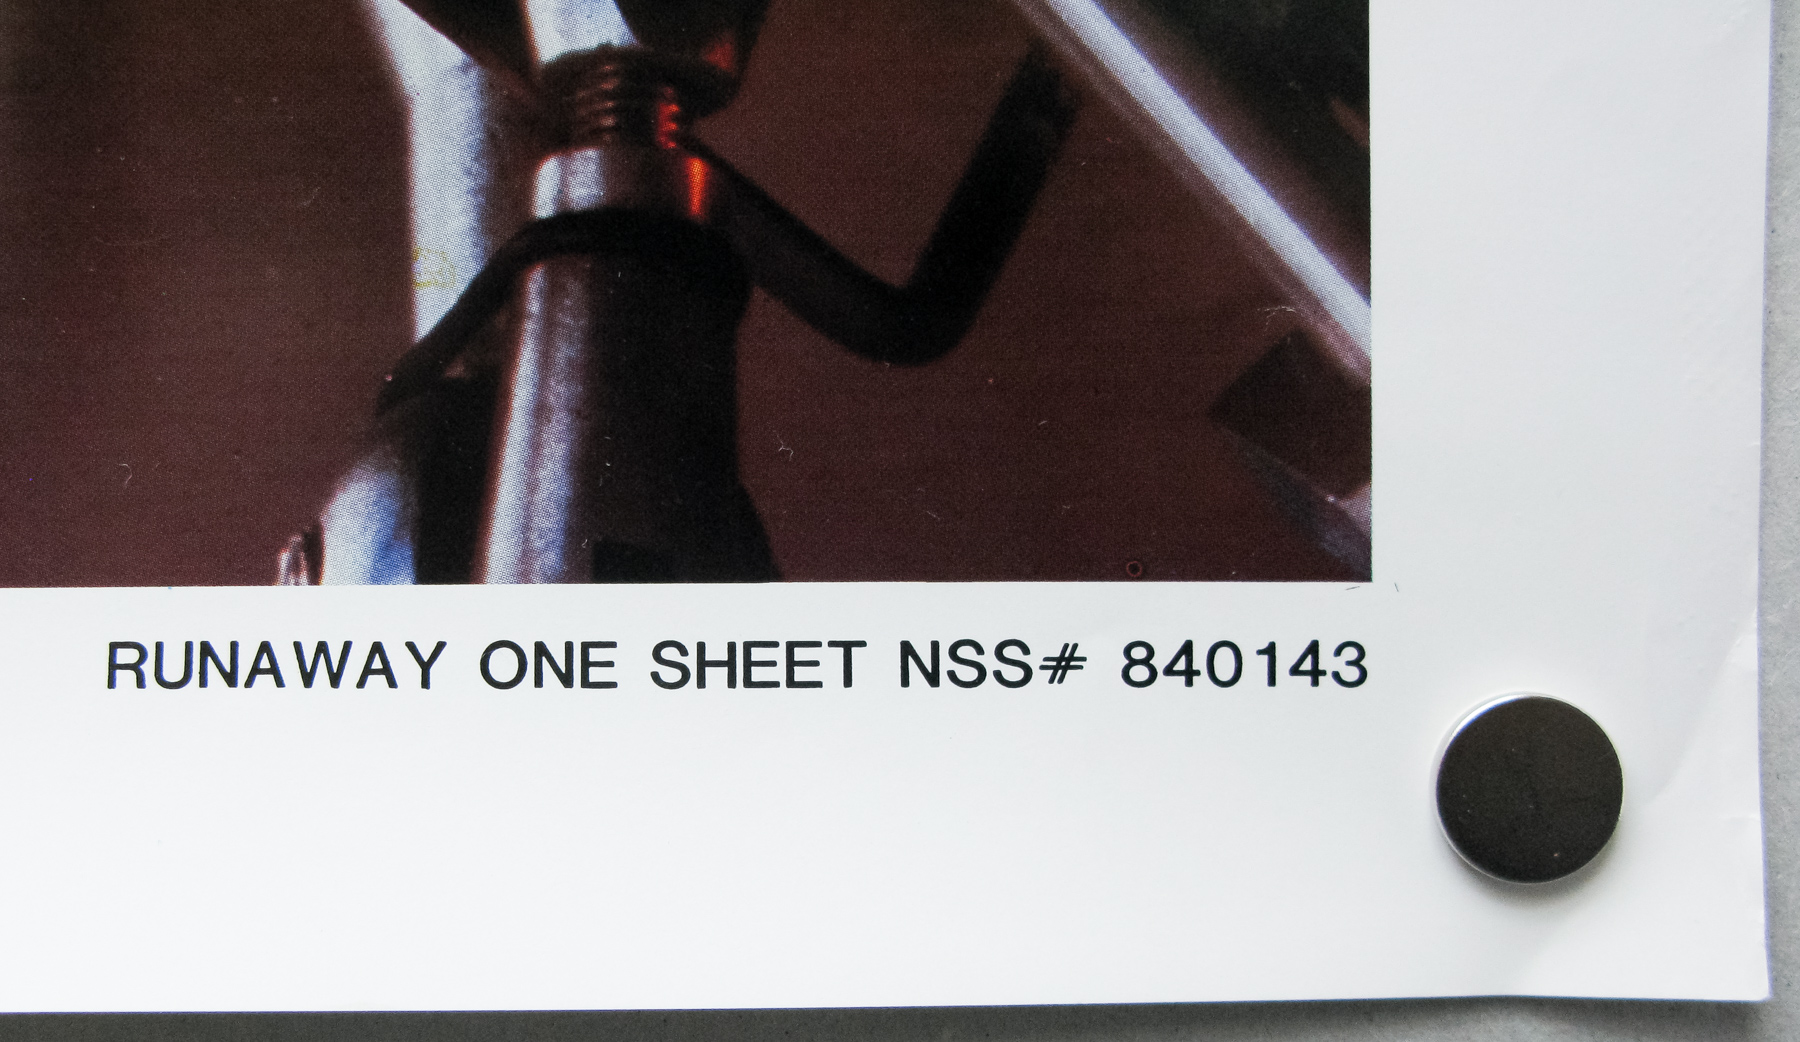 RUNAWAY ONE SHEET NSS# 840143